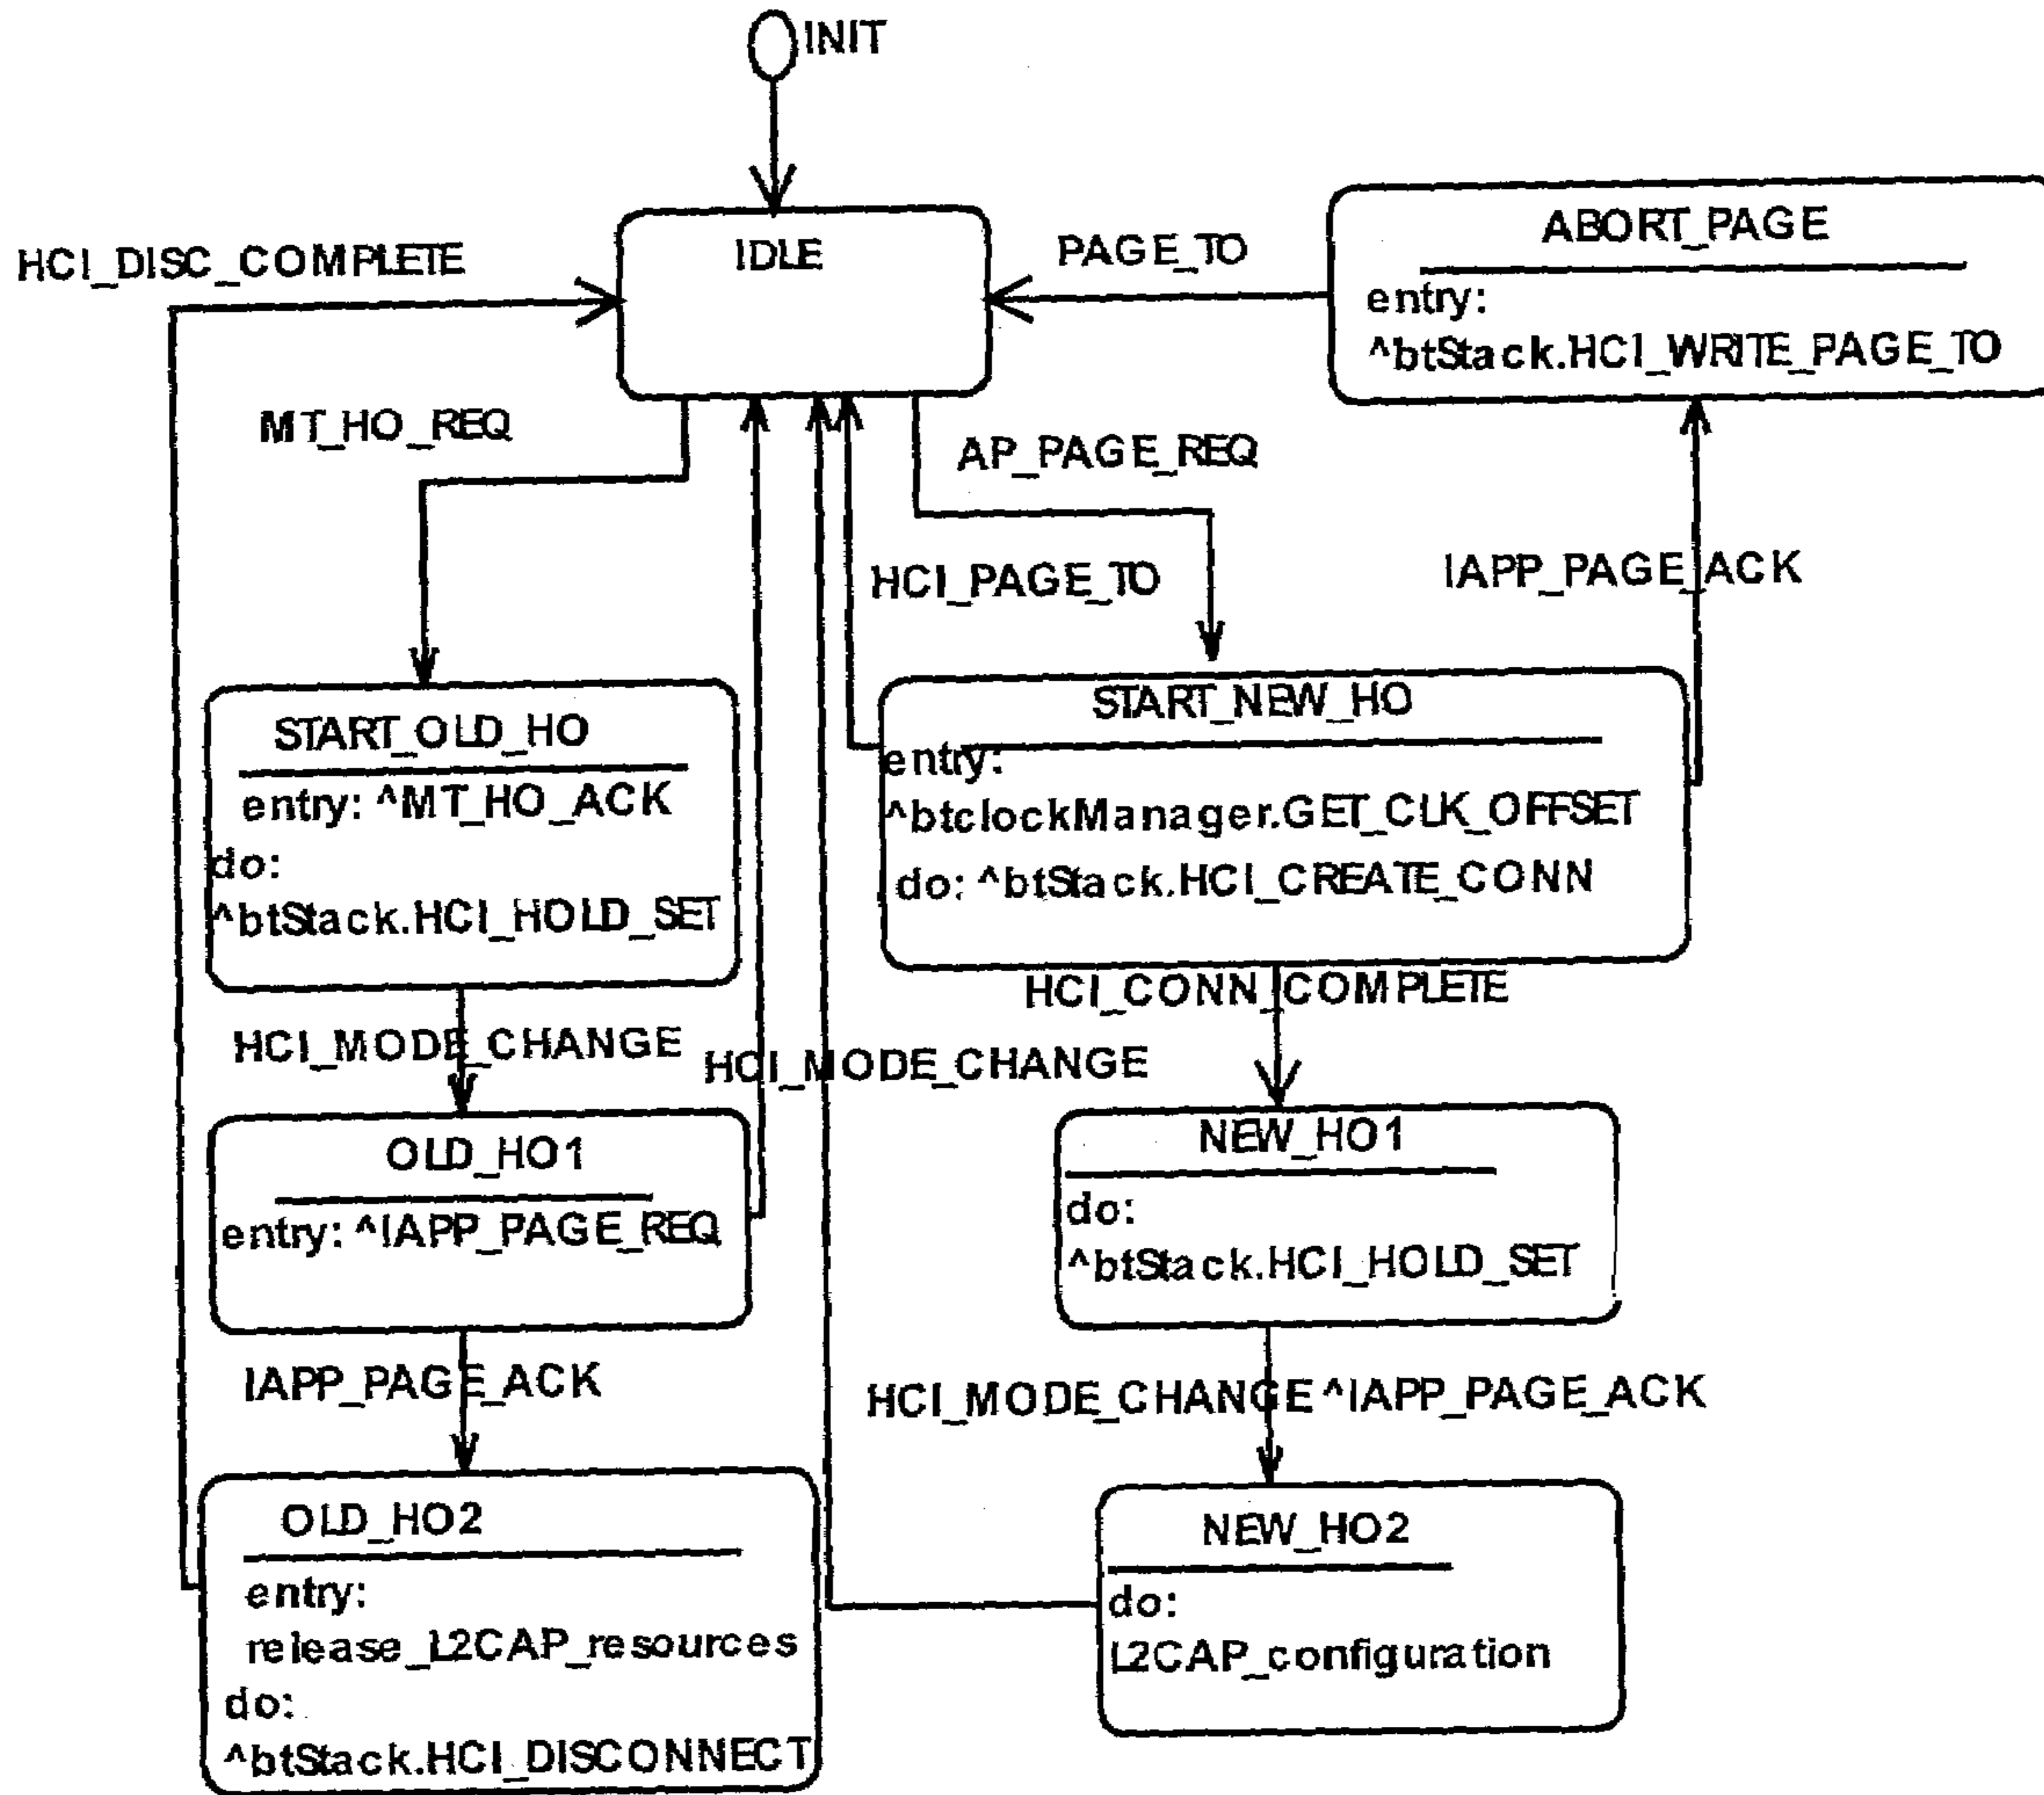 INIT
HCI_DISC_COMPLETE
IDLE
PAGE_TO
ABORT_PAGE
entry:
^btStack.HCI_WRITE_PAGE_TO
MT_HO_REQ
AP_PAGE_REQ
HCI_PAGE_TO
IAPP_PAGE_ACK
START_OLD_HO
entry: ^MT_HO_ACK
do:
^btStack.HCI_HOLD_SET
START_NEW_HO
entry:
^btclockManager.GET_CLK_OFFSET
do: ^btStack.HCI_CREATE_CONN
HCI_CONN_COMPLETE
HCI_MODE_CHANGE
HCI_MODE_CHANGE
OLD_HO1
entry: ^IAPP_PAGE_REQ
NEW_HO1
do:
^btStack.HCI_HOLD_SET
IAPP_PAGE_ACK
HCI_MODE_CHANGE^IAPP_PAGE_ACK
OLD_HO2
entry:
release_L2CAP_resources
do:
^btStack.HCI_DISCONNECT
NEW_HO2
do:
L2CAP_configuration